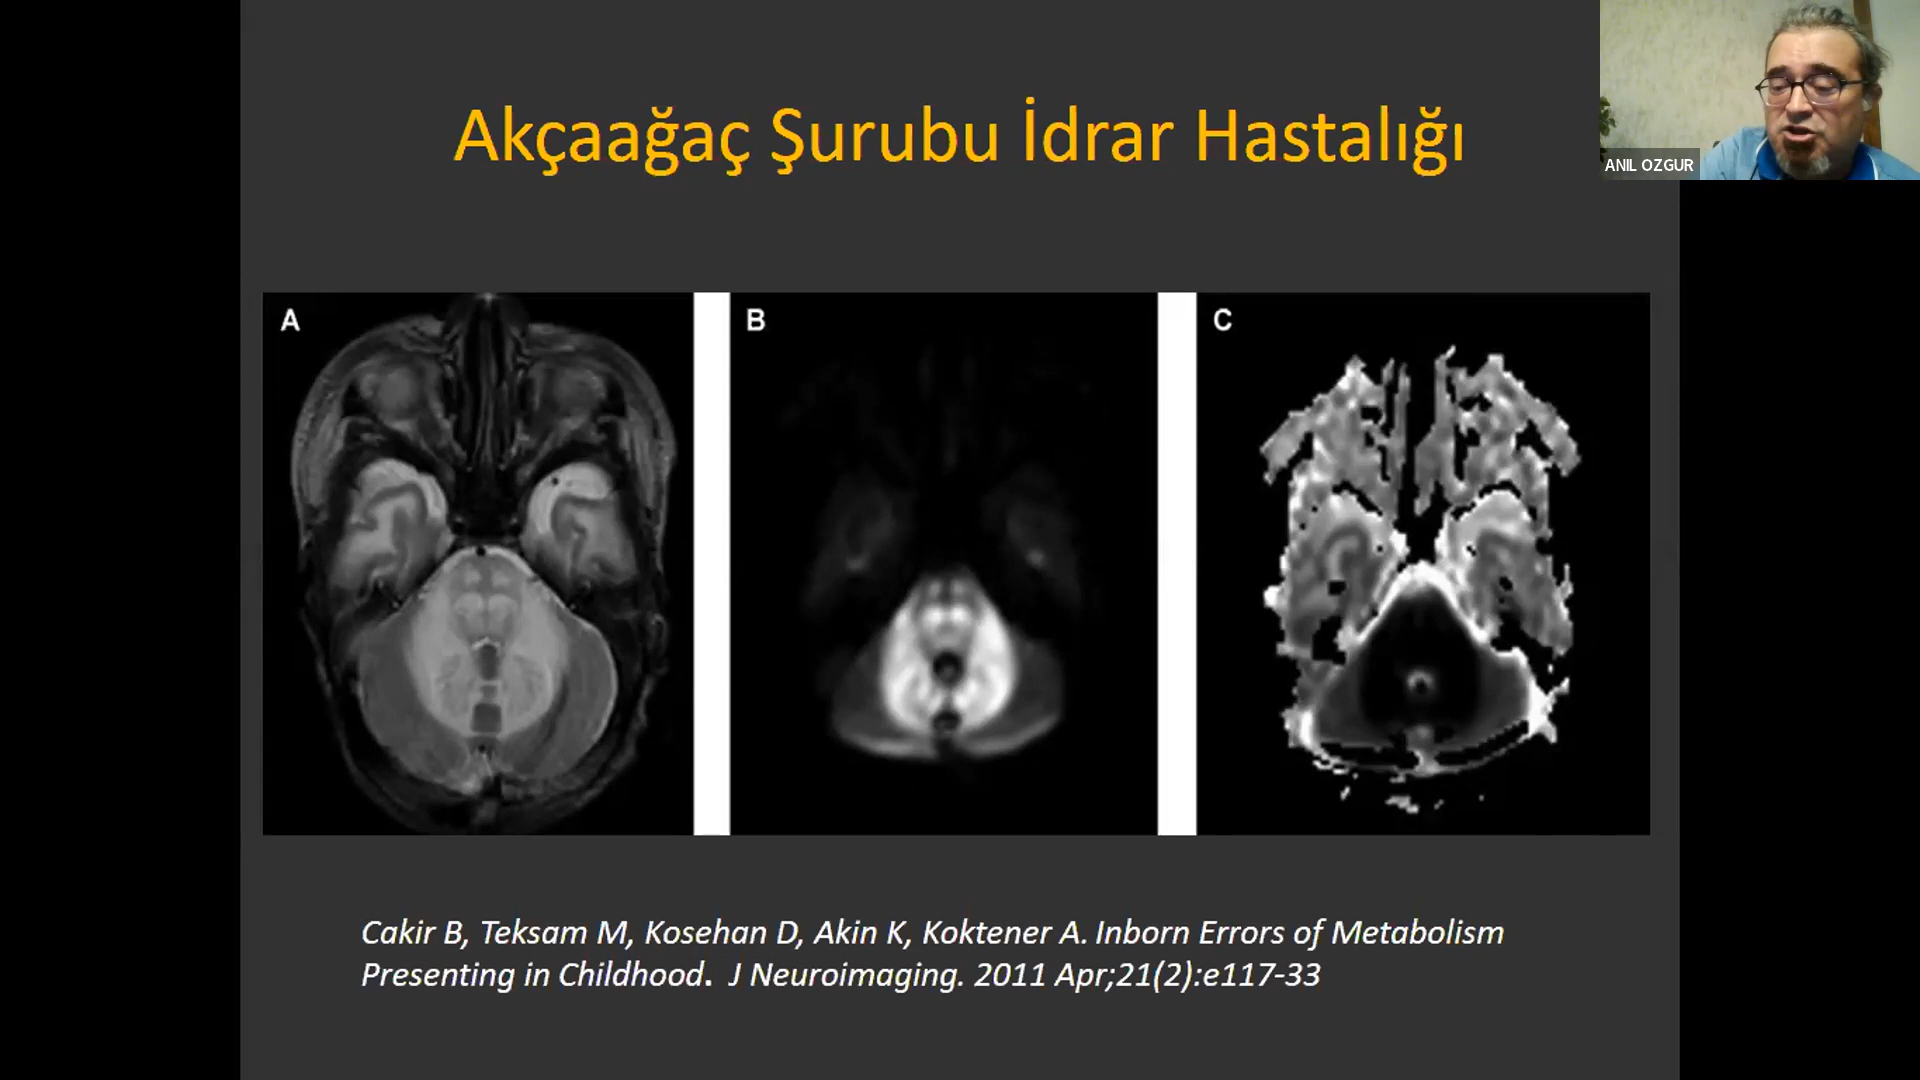 Akçaağaç Şurubu İdrar Hastalığı
ANIL OZGUR
A
B
C
Cakir B, Teksam M, Kosehan D, Akin K, Koktener A. Inborn Errors of Metabolism
Presenting in Childhood. J Neuroimaging. 2011 Apr;21(2):e117-33